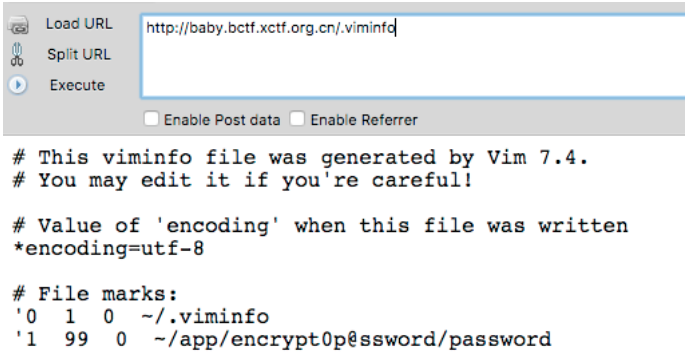 Load URL
http://baby.bctf.xctf.org.cn/.viminfo
Split URL
Execute
Enable Post data Enable Referrer
# This viminfo file was generated by Vim 7.4.
# You may edit it if you're careful!
# Value of 'encoding' when this file was written
*encoding=utf-8
# File marks:
'0 1 0 ~/.viminfo
'1 99 0 ~/app/encrypt0p@ssword/password